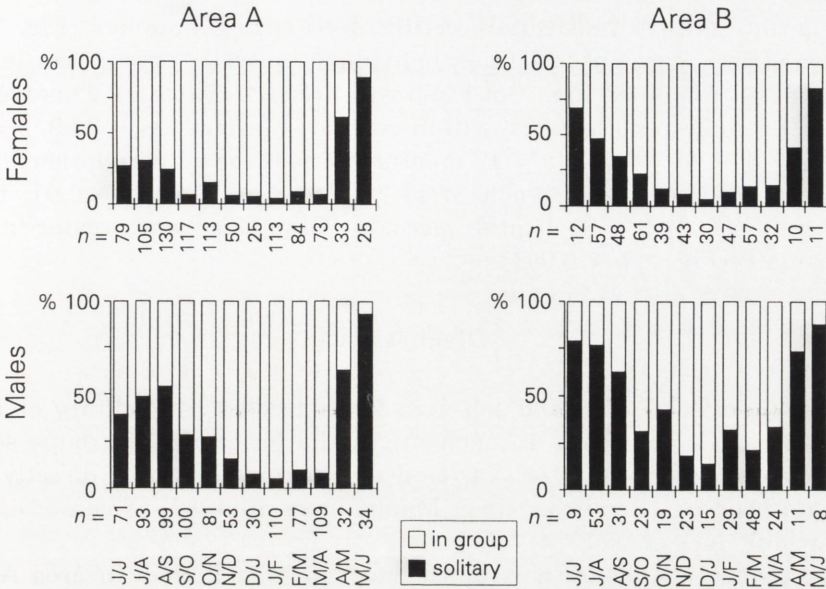 Area A
Area B
Females
% 100
50
0
n = 79 105 130 117 113 50 25 113 84 73 33 25
% 100
50
0
n = 12 57 48 61 39 43 30 47 57 32 10 11
Males
% 100
50
0
n = 71 93 99 100 81 53 30 110 77 109 32 34
J/J J/A A/S S/O O/N N/D D/J J/F F/M M/A A/M M/J
% 100
50
0
n = 9 53 31 23 19 23 15 29 48 24 11 8
J/J J/A A/S S/O O/N N/D D/J J/F F/M M/A A/M M/J
in group
solitary